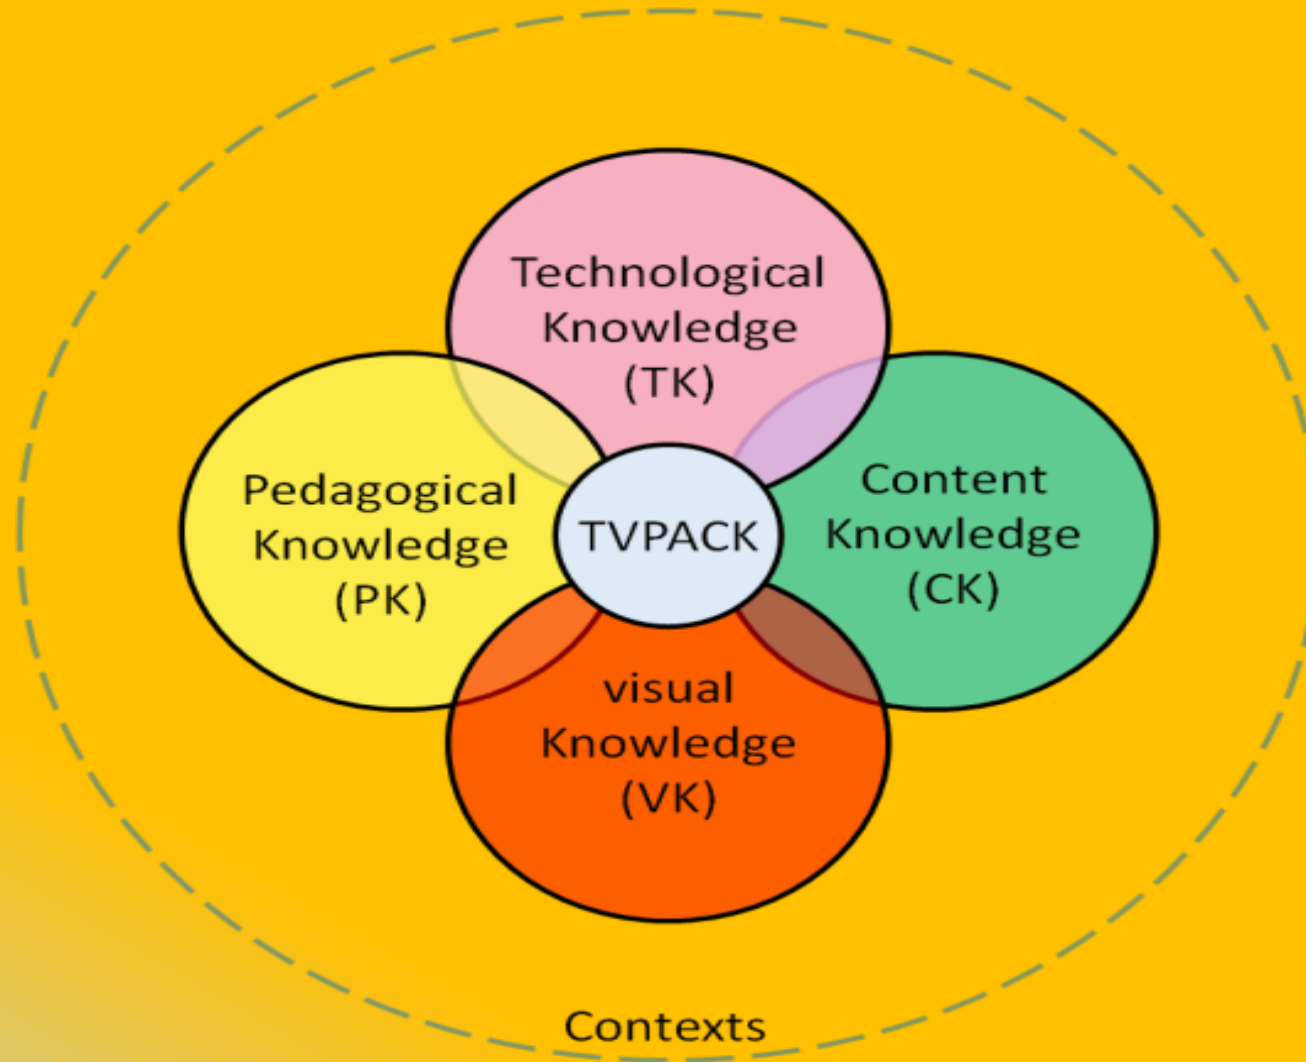 Technological
Knowledge
(TK)
Pedagogical
Knowledge
(PK)
TVPACK
Content
Knowledge
(CK)
visual
Knowledge
(VK)
Contexts